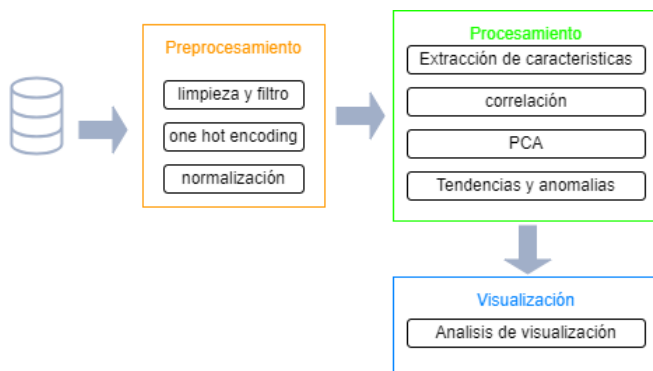 Preprocesamiento
limpieza y filtro
one hot encoding
normalización
Procesamiento
Extracción de caracteristicas
correlación
PCA
Tendencias y anomalias
Visualización
Analisis de visualización